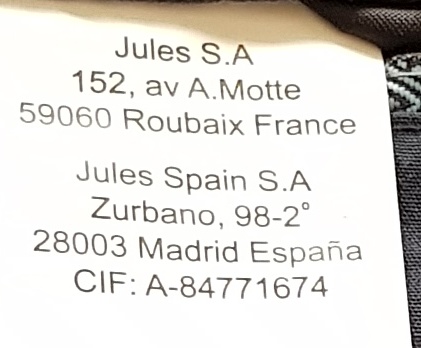 Jules S.A
152, av A.Motte
59060 Roubaix France
Jules Spain S.A
Zurbano, 98-2°
28003 Madrid España
CIF: A-84771674